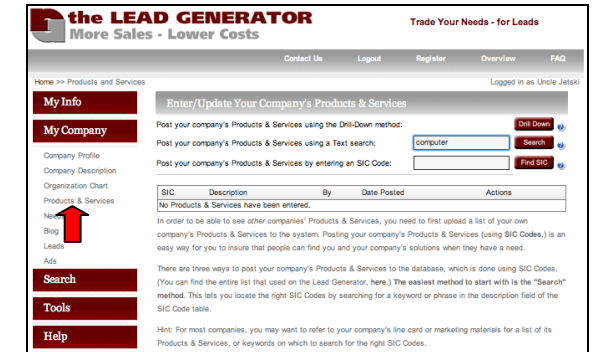 the LEAD GENERATOR
More Sales - Lower Costs
Trade Your Needs - for Leads
Contact Us Logout Register Overview FAQ
Home >> Products and Services
Logged in as Uncle Jetski
My Info
My Company
Company Profile
Company Description
Organization Chart
Products & Services
Blog
Leads
Ads
Search
Tools
Help
Enter/Update Your Company's Products & Services
Post your company's Products & Services using the Drill-Down method: Drill Down
Post your company's Products & Services using a Text search: computer Search
Post your company's Products & Services by entering an SIC Code: Find SIC
SIC Description By Date Posted Actions
No Products & Services have been entered.
In order to be able to see other companies' Products & Services, you need to first upload a list of your own
company's Products & Services to the system. Posting your company's Products & Services (using SIC Codes,) is an
easy way for you to insure that people can find you and your company's solutions when they have a need.
There are three ways to post your company's Products & Services to the database, which is done using SIC Codes.
(You can find the entire list that used on the Lead Generator, here.) The easiest method to start with is the "Search"
method. This lets you locate the right SIC Codes by searching for a keyword or phrase in the description field of the
SIC Code table.
Hint: For most companies, you may want to refer to your company's line card or marketing materials for a list of its
Products & Services, or keywords on which to search for the right SIC Codes.